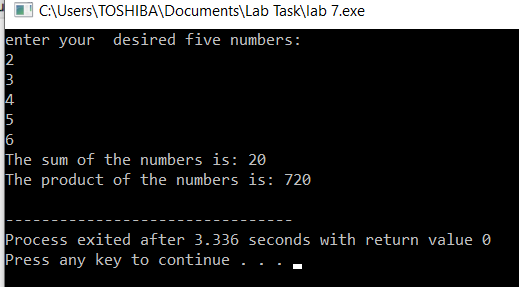 C:\Users\TOSHIBA\Documents\Lab Task\lab 7.exe
enter your  desired five numbers:
2
3
4
5
6
The sum of the numbers is: 20
The product of the numbers is: 720
--------------------------------
Process exited after 3.336 seconds with return value 0
Press any key to continue . . .